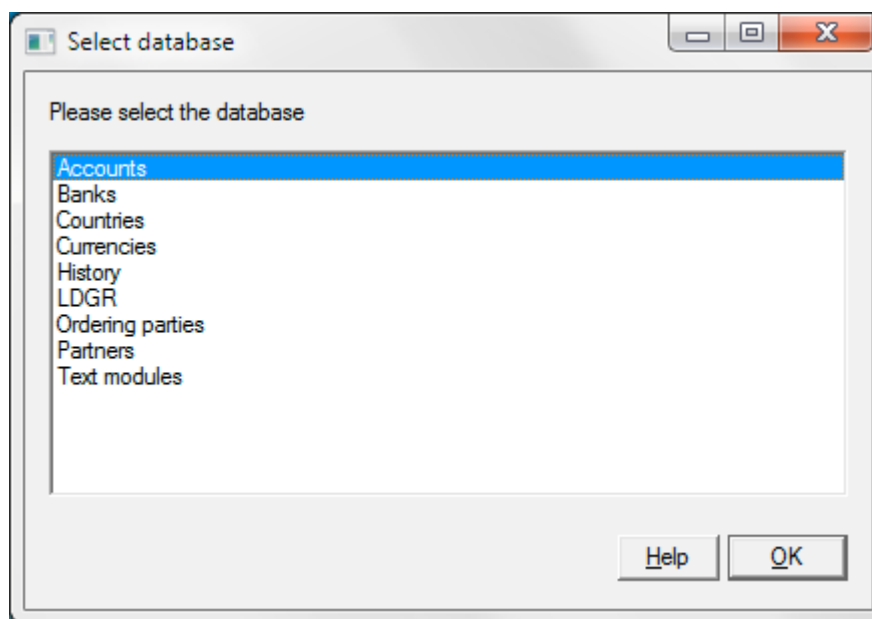 Select database
Please select the database
Accounts
Banks
Countries
Currencies
History
LDGR
Ordering parties
Partners
Text modules
Help
OK